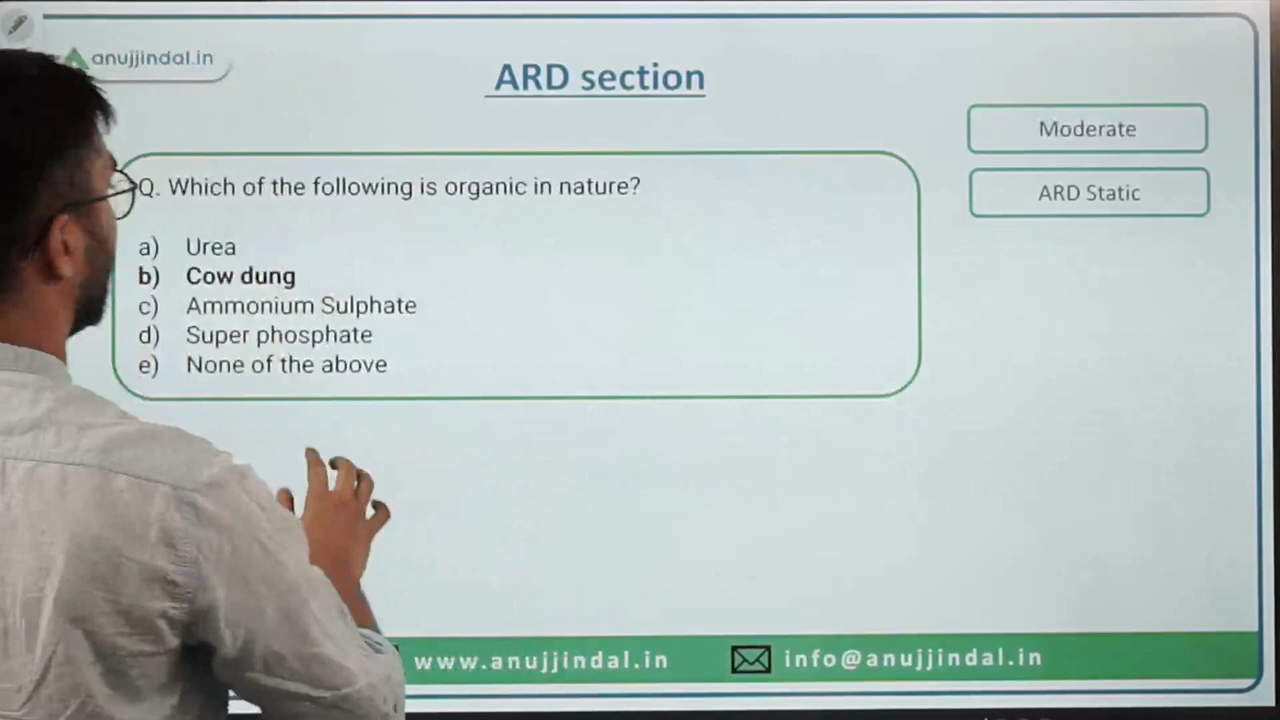 anujjindal.in
ARD section
Moderate
ARD Static
Q. Which of the following is organic in nature?
a) Urea
b) Cow dung
c) Ammonium Sulphate
d) Super phosphate
e) None of the above
www.anujjindal.in
info@anujjindal.in